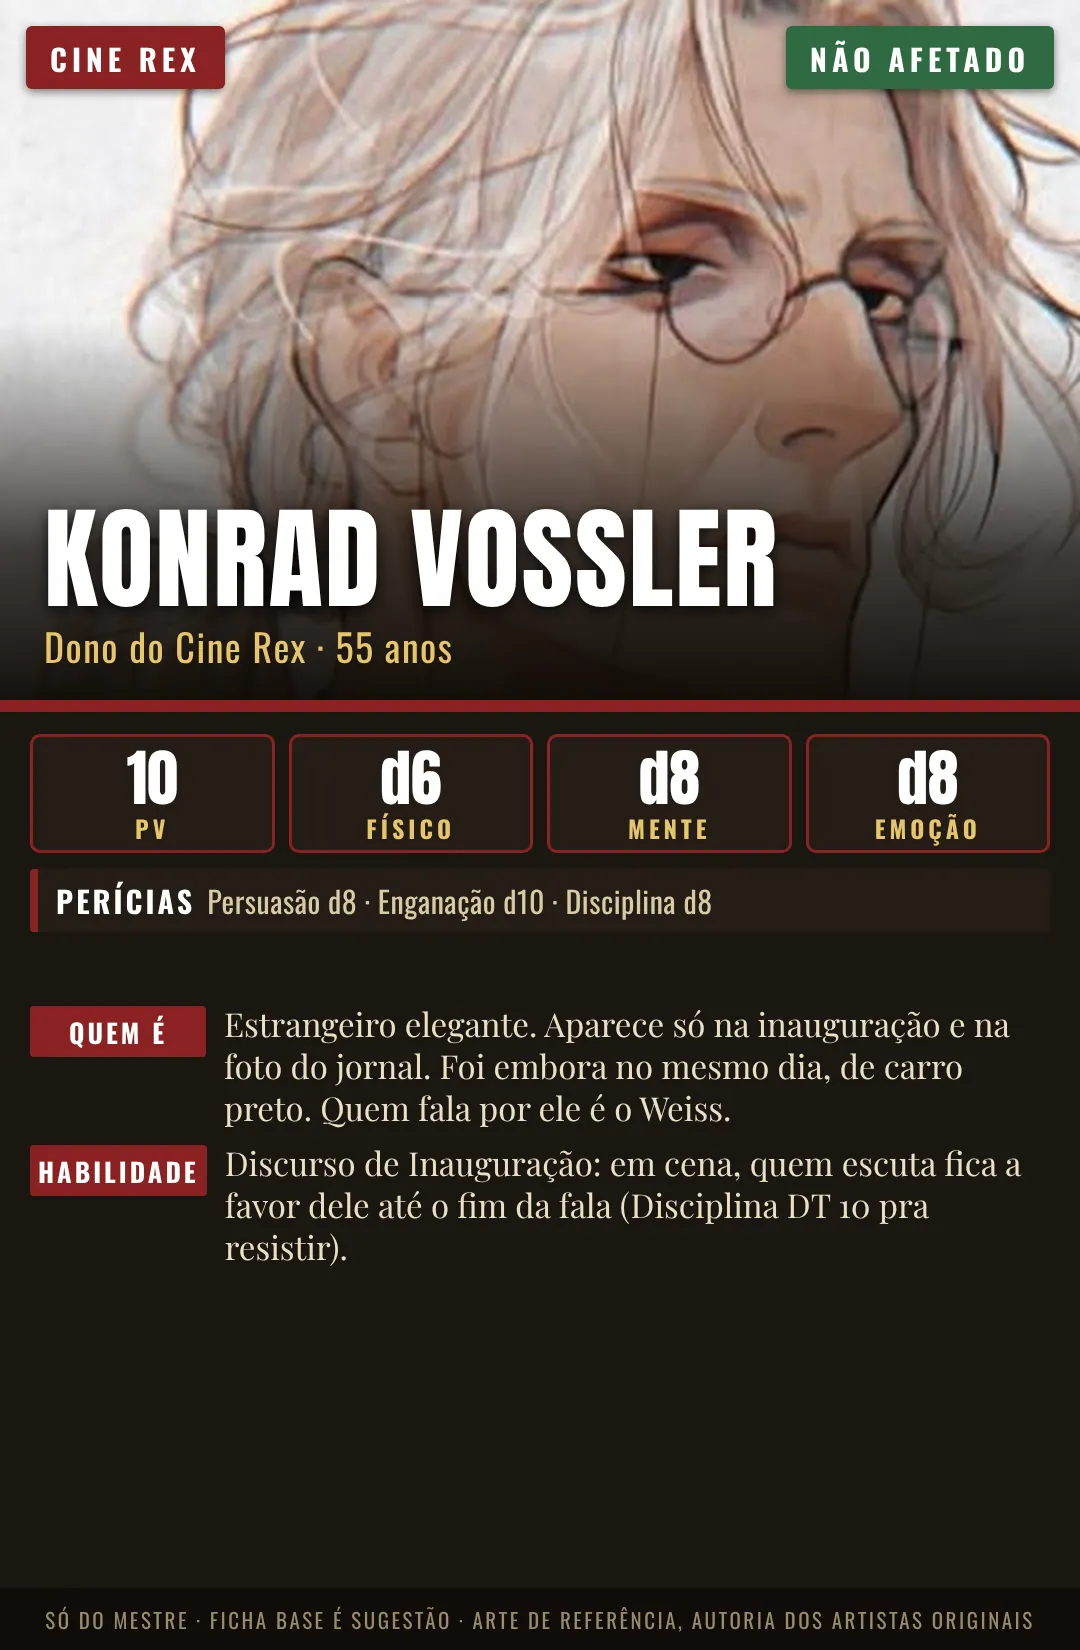 CINE REX
NÃO AFETADO
KONRAD VOSSLER
Dono do Cine Rex · 55 anos
10
PV
d6
FÍSICO
d8
MENTE
d8
EMOÇÃO
PERÍCIAS Persuasão d8 · Enganação d10 · Disciplina d8
QUEM É
Estrangeiro elegante. Aparece só na inauguração e na
foto do jornal. Foi embora no mesmo dia, de carro
preto. Quem fala por ele é o Weiss.
HABILIDADE
Discurso de Inauguração: em cena, quem escuta fica a
favor dele até o fim da fala (Disciplina DT 10 pra
resistir).
SÓ DO MESTRE · FICHA BASE É SUGESTÃO · ARTE DE REFERÊNCIA, AUTORIA DOS ARTISTAS ORIGINAIS